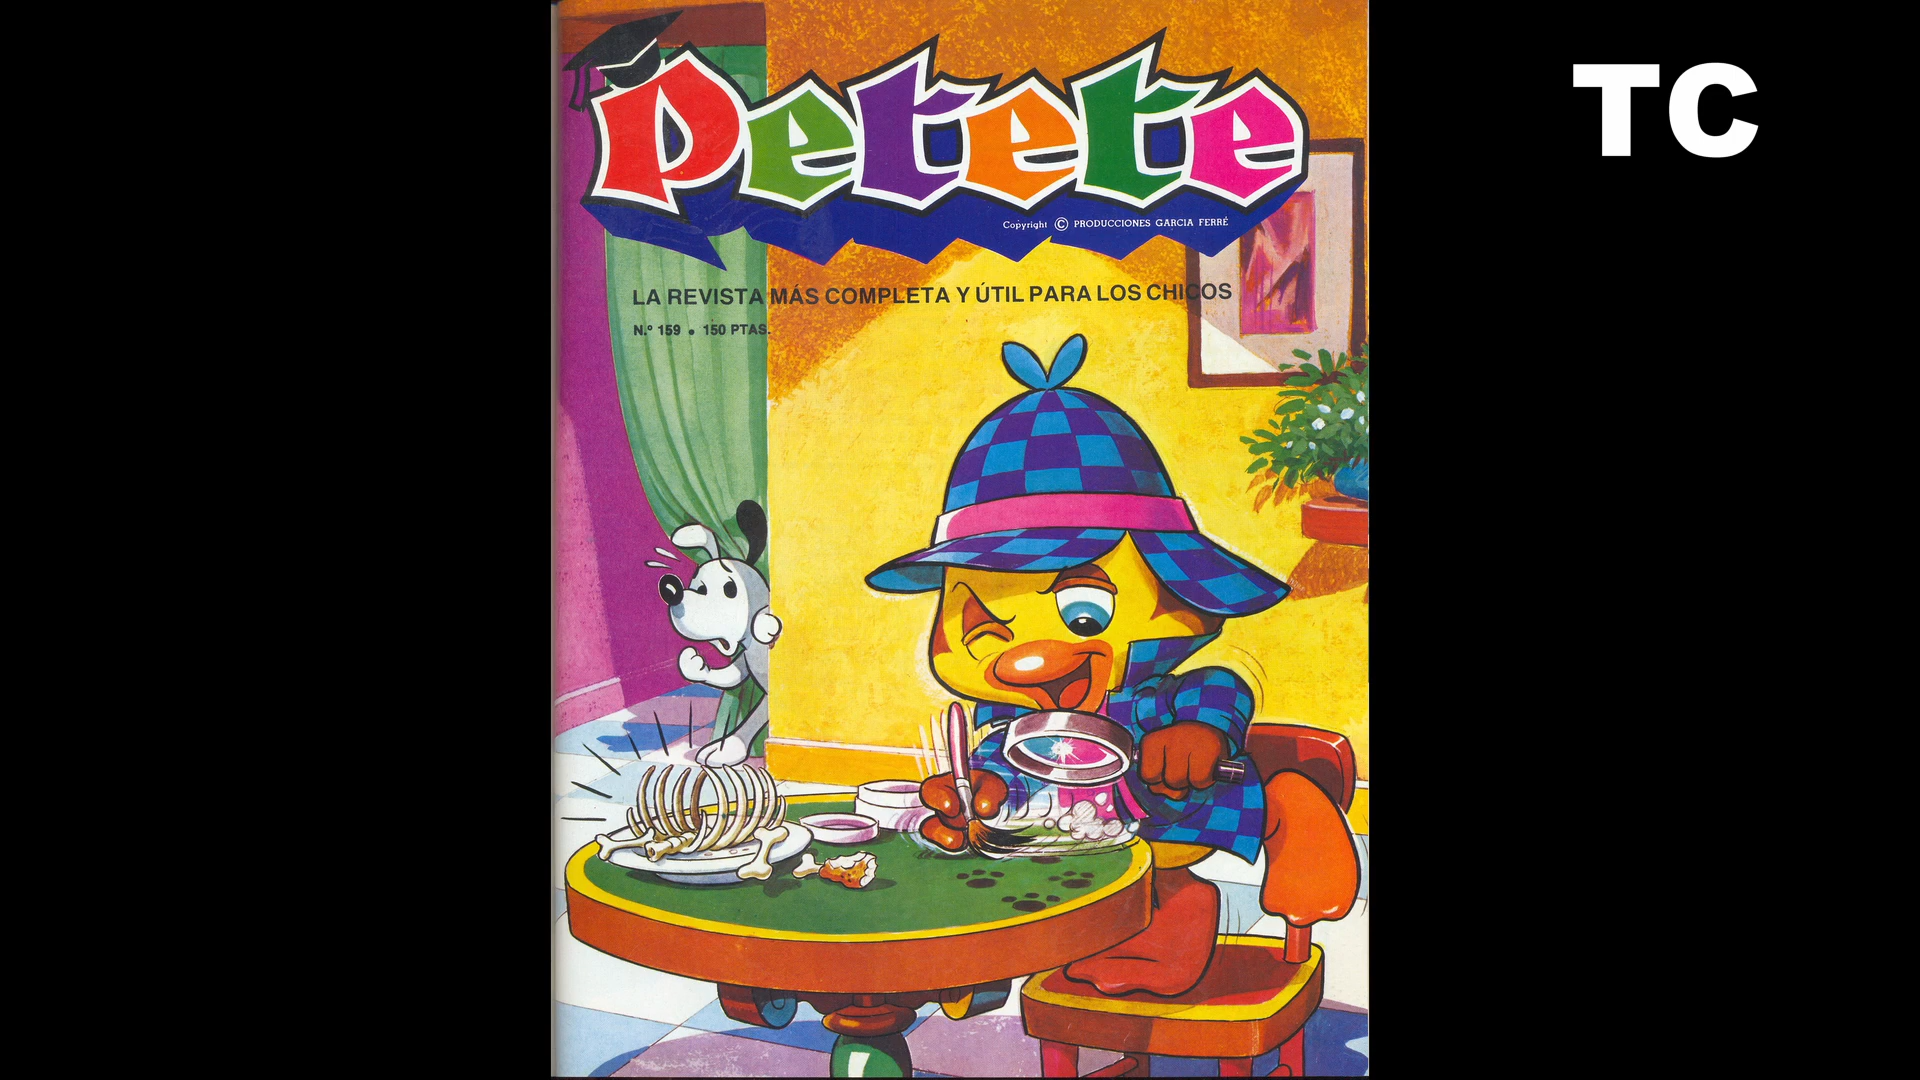 TC
Petete
Copyright © PRODUCCIONES GARCIA FERRÉ
LA REVISTA MÁS COMPLETA Y ÚTIL PARA LOS CHICOS
N.º 159 • 150 PTAS.